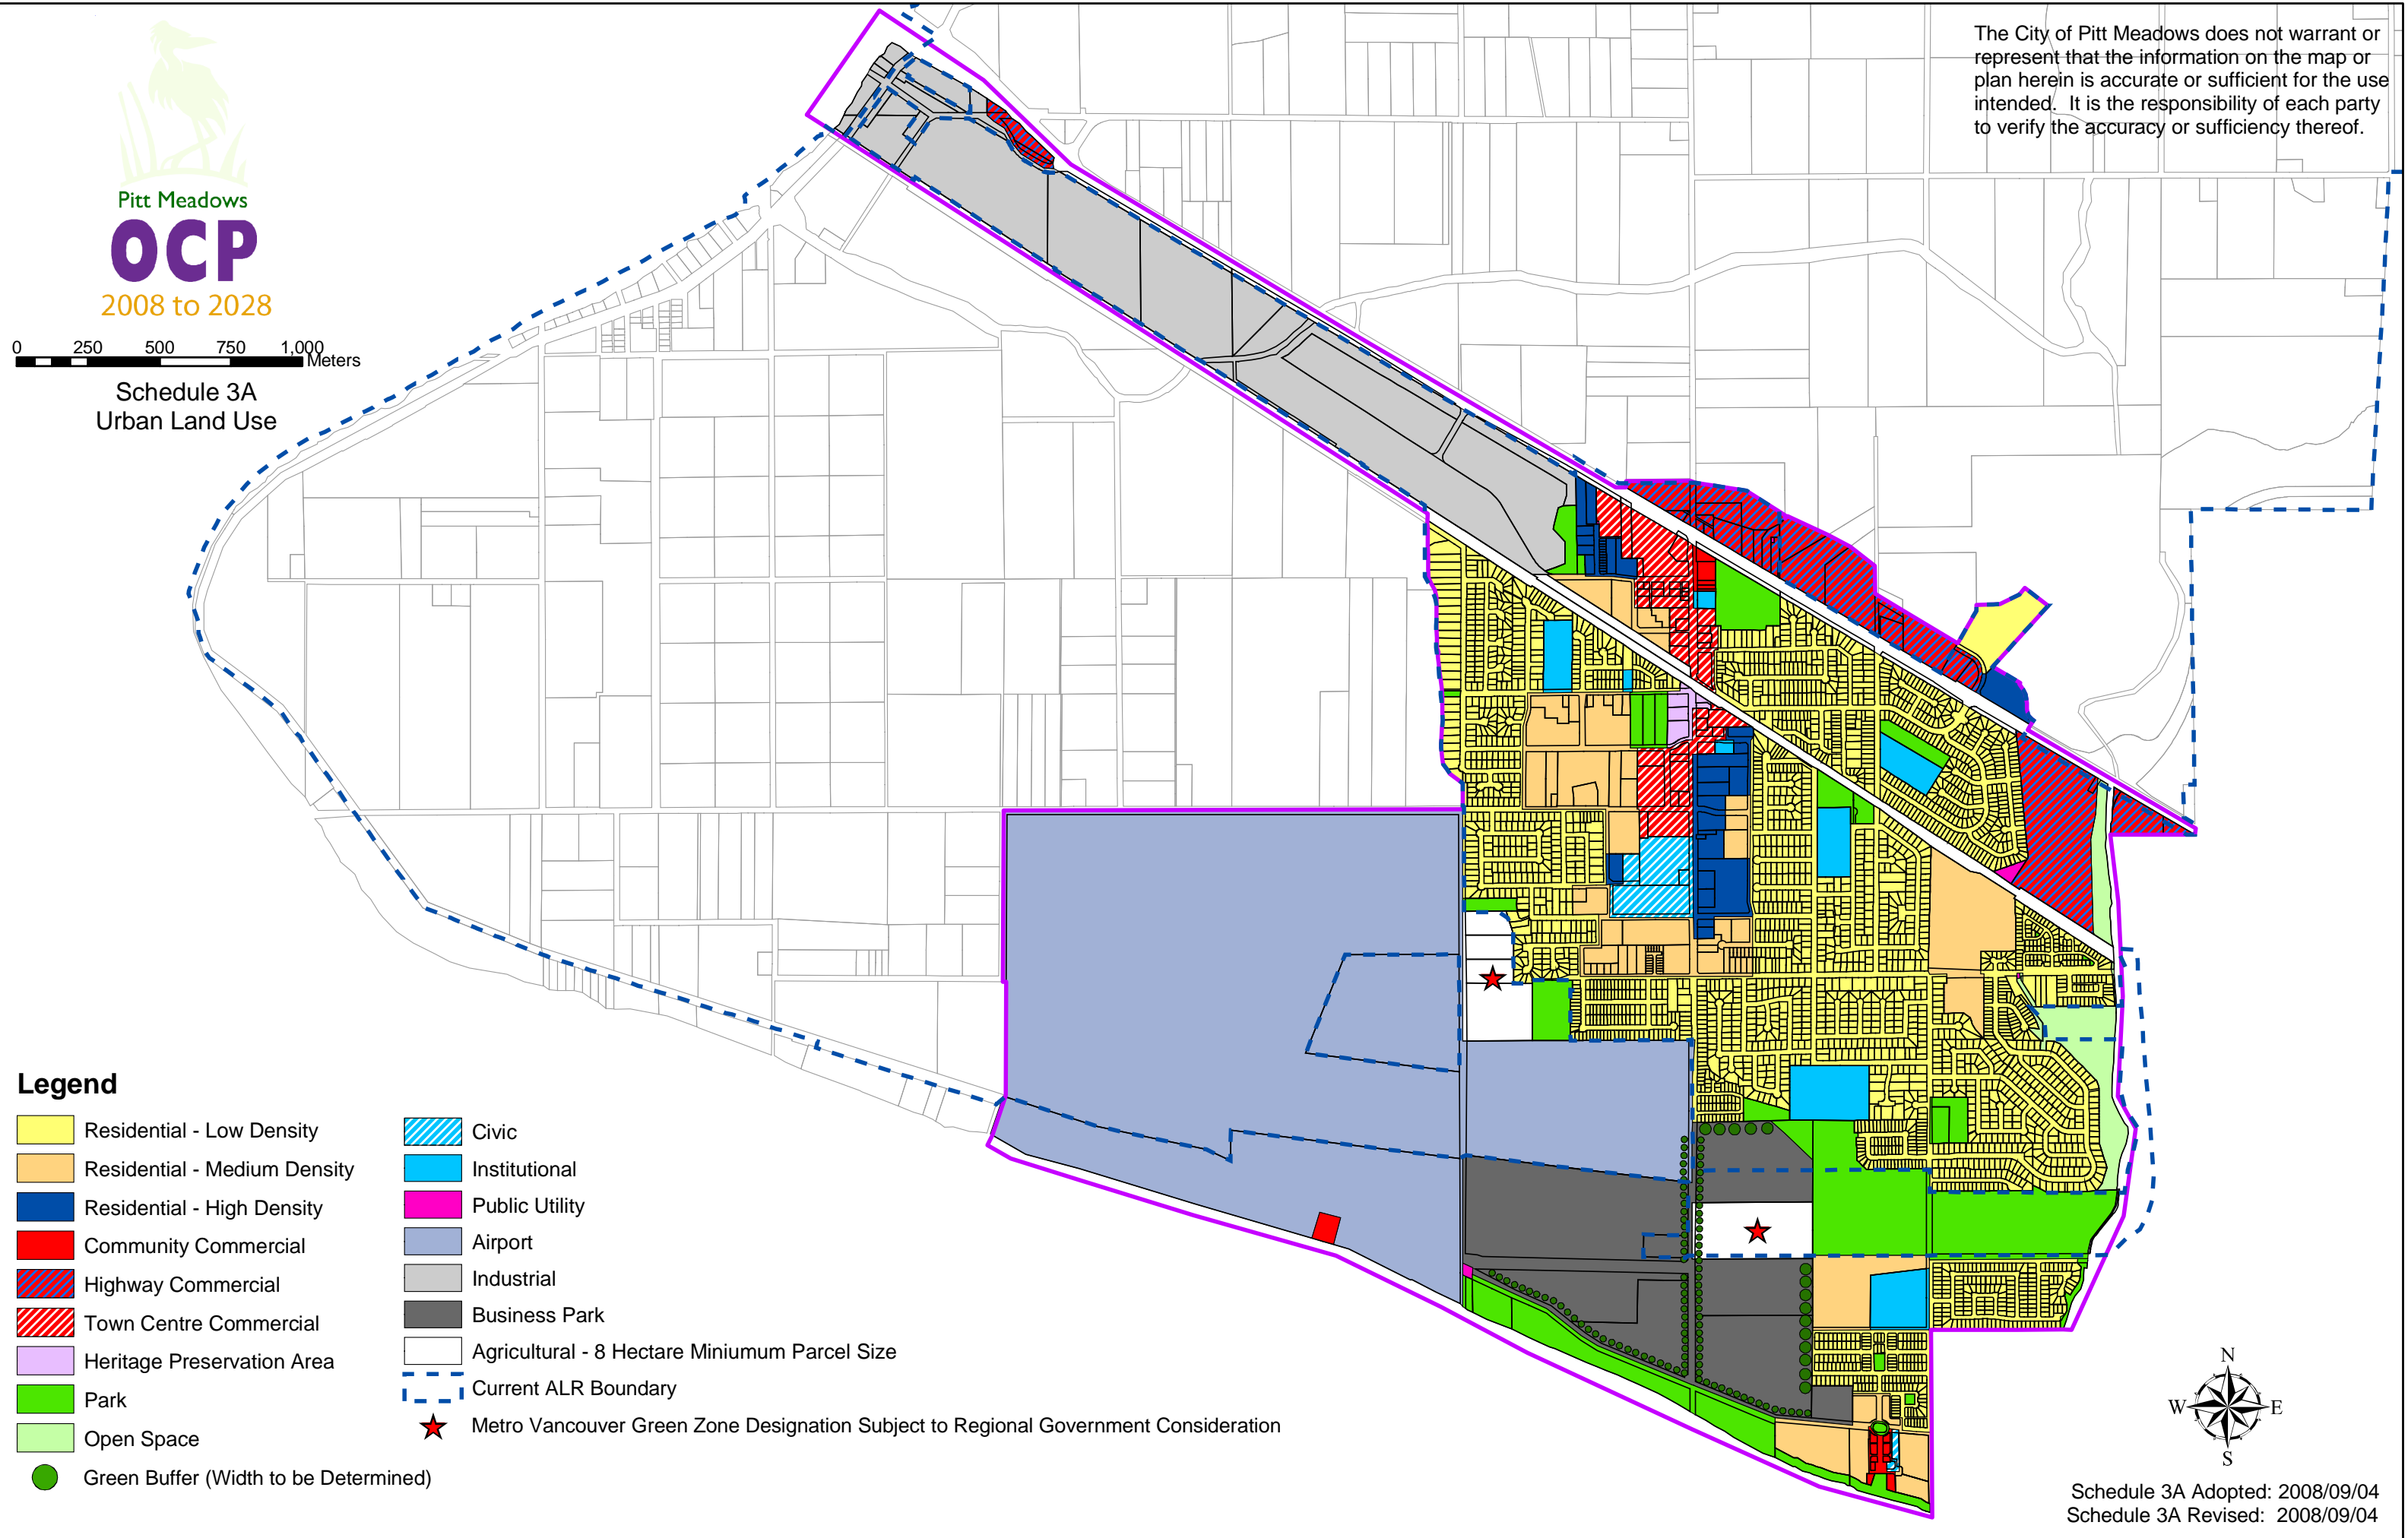 The City of Pitt Meadows does not warrant or
represent that the information on the map or
plan herein is accurate or sufficient for the use
intended. It is the responsibility of each party
to verify the accuracy or sufficiency thereof.
Pitt Meadows
OCP
2008 to 2028
0 250 500 750 1,000
Meters
Schedule 3A
Urban Land Use
Legend
Residential - Low Density
Residential - Medium Density
Residential - High Density
Community Commercial
Highway Commercial
Town Centre Commercial
Heritage Preservation Area
Park
Open Space
Green Buffer (Width to be Determined)
Civic
Institutional
Public Utility
Airport
Industrial
Business Park
Agricultural - 8 Hectare Miniumum Parcel Size
Current ALR Boundary
Metro Vancouver Green Zone Designation Subject to Regional Government Consideration
N
W E
S
Schedule 3A Adopted: 2008/09/04
Schedule 3A Revised: 2008/09/04